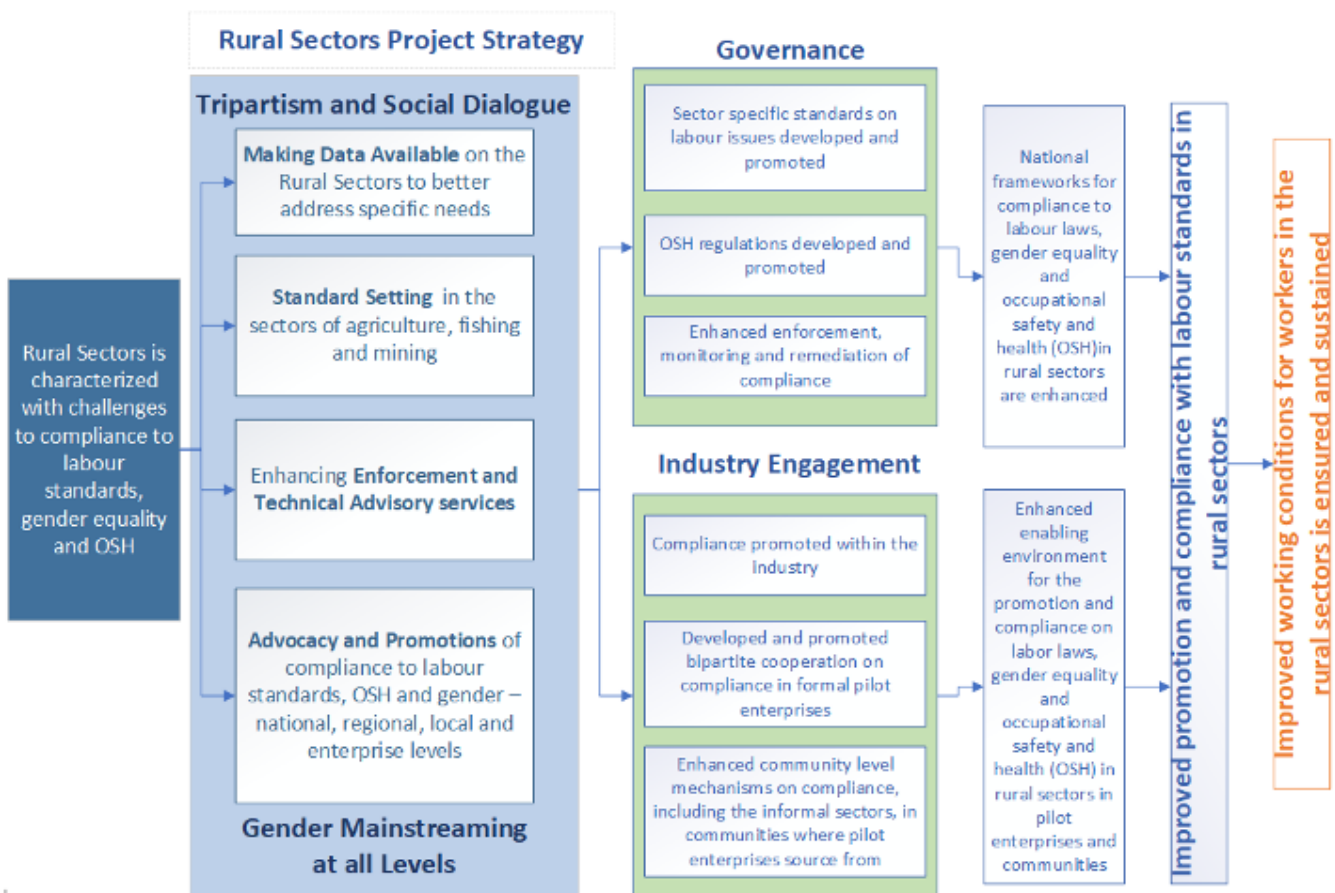 Rural Sectors Project Strategy
Rural Sectors is
characterized
with challenges
to compliance to
labour
standards,
gender equality
and OSH
Tripartism and Social Dialogue
Making Data Available on the
Rural Sectors to better
address specific needs
Standard Setting in the
sectors of agriculture, fishing
and mining
Enhancing Enforcement and
Technical Advisory services
Advocacy and Promotions of
compliance to labour
standards, OSH and gender –
national, regional, local and
enterprise levels
Gender Mainstreaming
at all Levels
Governance
Sector specific standards on
labour issues developed and
promoted
OSH regulations developed and
promoted
Enhanced enforcement,
monitoring and remediation of
compliance
Industry Engagement
Compliance promoted within the
industry
Developed and promoted
bipartite cooperation on
compliance in formal pilot
enterprises
Enhanced community level
mechanisms on compliance,
including the informal sectors, in
communities where pilot
enterprises source from
National
frameworks for
compliance to
labour laws,
gender equality
and
occupational
safety and
health (OSH)in
rural sectors
are enhanced
Enhanced
enabling
environment
for the
promotion and
compliance on
labor laws,
gender equality
and
occupational
safety and
health (OSH) in
rural sectors in
pilot
enterprises and
communities
Improved promotion and compliance with labour standards in
rural sectors
Improved working conditions for workers in the
rural sectors is ensured and sustained